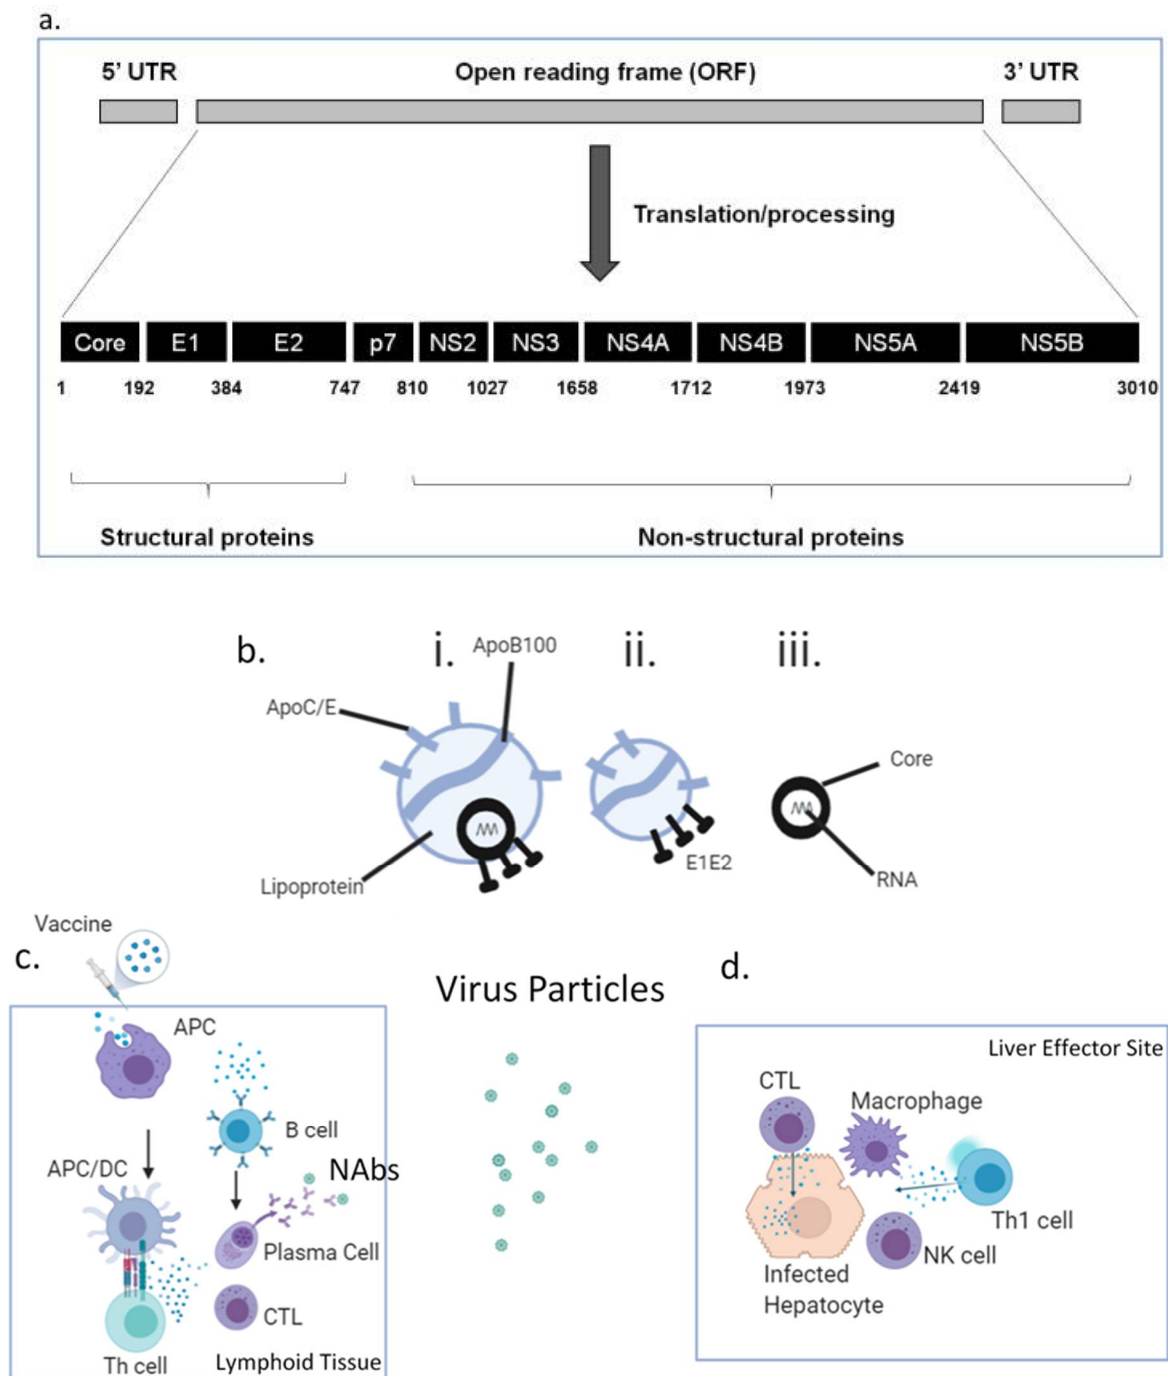 a.
5' UTR Open reading frame (ORF) 3' UTR
Translation/processing
Core E1 E2 p7 NS2 NS3 NS4A NS4B NS5A NS5B
1 192 384 747 810 1027 1658 1712 1973 2419 3010
Structural proteins Non-structural proteins
b. i. ii. iii.
ApoB100
ApoC/E
Core
E1E2
Lipoprotein
RNA
Vaccine
c.
APC
B cell
APC/DC
NAbs
Plasma Cell
CTL
Th cell
Lymphoid Tissue
Virus Particles
d.
Liver Effector Site
CTL
Macrophage
Th1 cell
NK cell
Infected
Hepatocyte